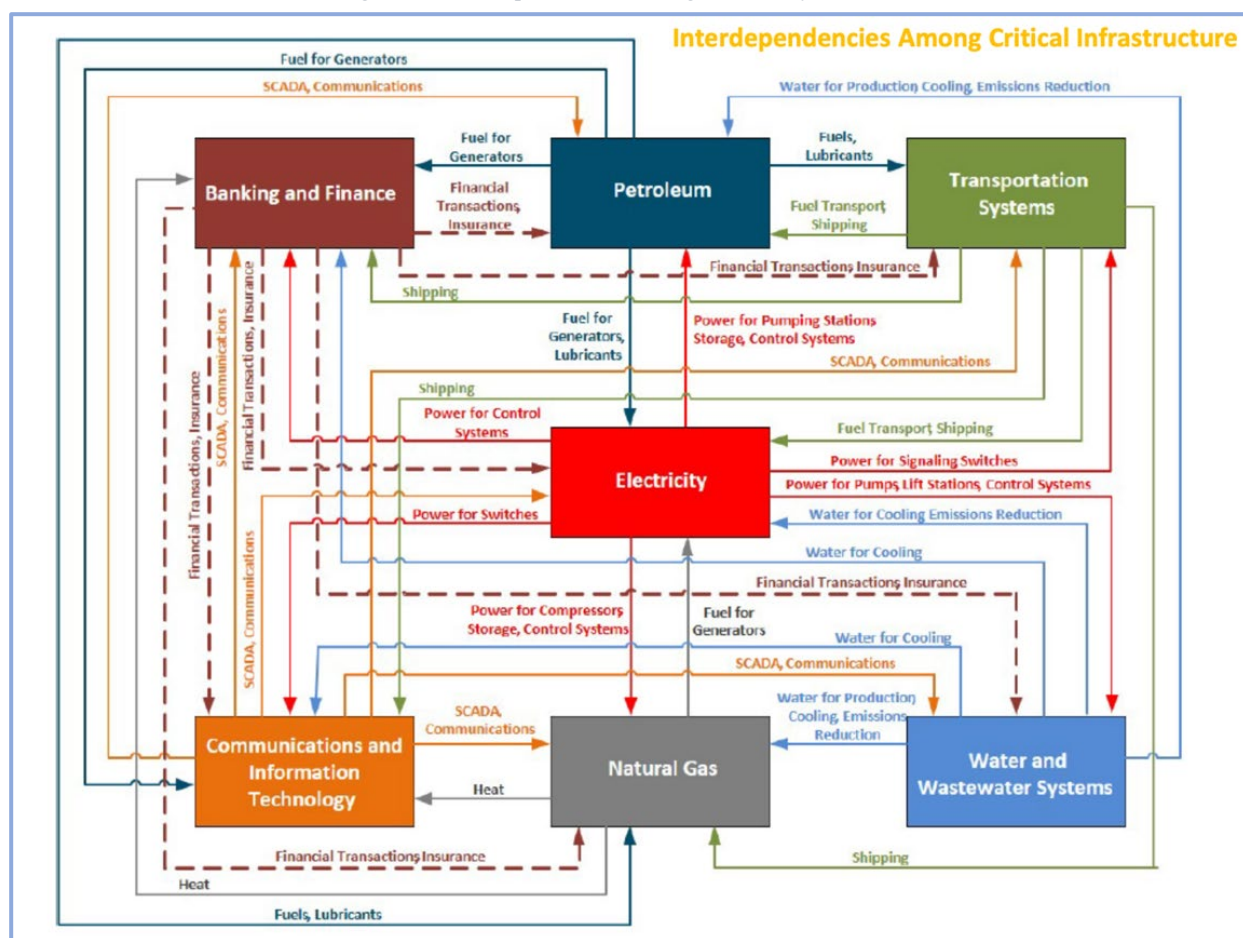 Interdependencies Among Critical Infrastructure
Fuel for Generators
SCADA, Communications
Water for Production, Cooling, Emissions Reduction
Banking and Finance
Fuel for
Generators
Financial
Transactions,
Insurance
Petroleum
Fuels,
Lubricants
Fuel Transport, Shipping
Transportation
Systems
Financial Transactions, Insurance
Shipping
Fuel for
Generators,
Lubricants
Power for Pumping Stations,
Storage, Control Systems
SCADA, Communications
Shipping
Financial Transactions, Insurance
SCADA, Communications
Financial Transactions, Insurance
Power for Control
Systems
Fuel Transport, Shipping
Electricity
Power for Signaling Switches
Power for Pumps, Lift Stations, Control Systems
Power for Switches
Water for Cooling Emissions Reduction
Water for Cooling
Financial Transactions, Insurance
SCADA, Communications
Power for Compressors,
Storage, Control Systems
Fuel for
Generators
Water for Cooling
SCADA, Communications
Communications and
Information
Technology
SCADA,
Communications
Natural Gas
Water for Production,
Cooling, Emissions
Reduction
Water and
Wastewater Systems
Heat
Financial Transactions, Insurance
Shipping
Heat
Fuels, Lubricants